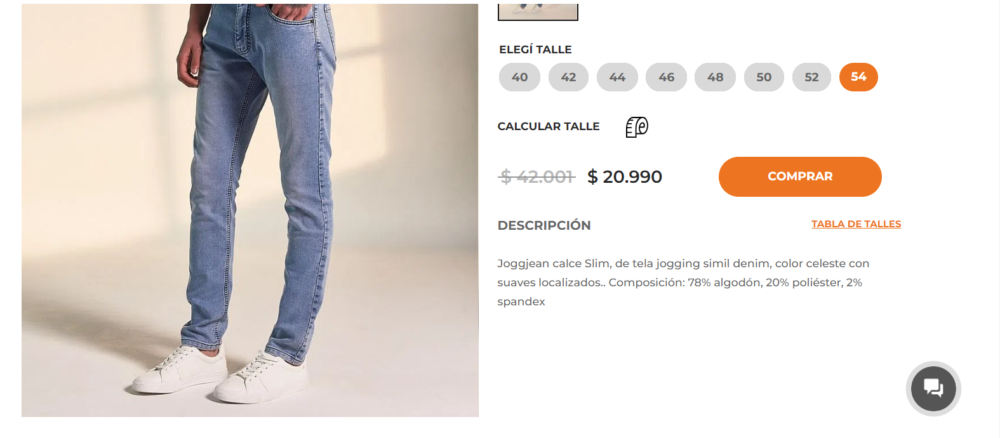 ELEGÍ TALLE
40 42 44 46 48 50 52 54
CALCULAR TALLE
$ 42.001 $ 20.990 COMPRAR
DESCRIPCIÓN TABLA DE TALLES
Joggjean calce Slim, de tela jogging simil denim, color celeste con
suaves localizados.. Composición: 78% algodón, 20% poliéster, 2%
spandex